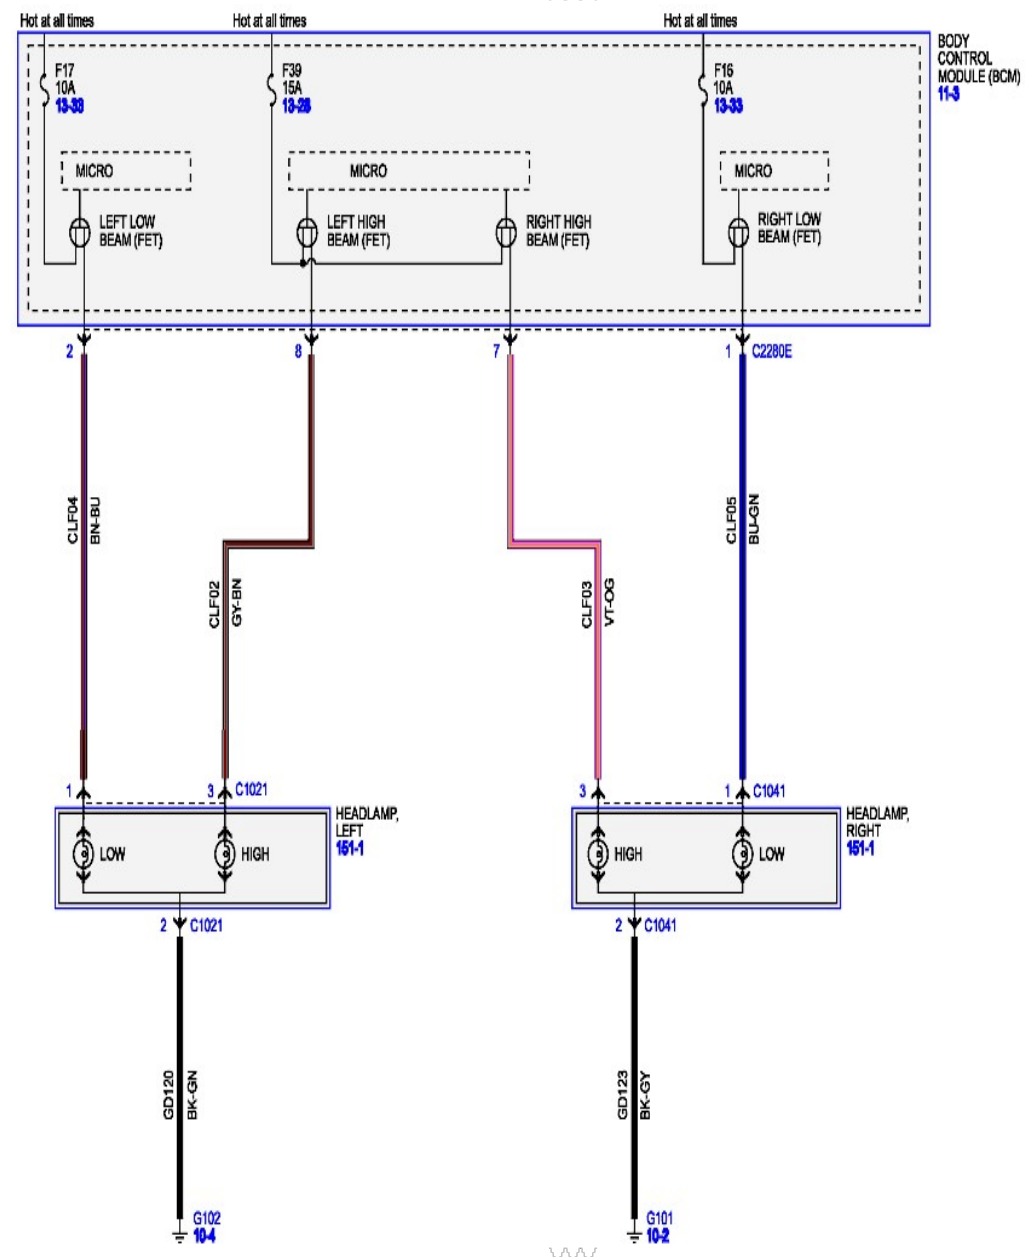 Hot at all times
Hot at all times
Hot at all times
BODY
CONTROL
MODULE (BCM)
11-3
F17
10A
13-33
F39
15A
13-28
F16
10A
13-33
MICRO
MICRO
MICRO
LEFT LOW
BEAM (FET)
LEFT HIGH
BEAM (FET)
RIGHT HIGH
BEAM (FET)
RIGHT LOW
BEAM (FET)
2
8
7
1
C2280E
CLF04
BN-BU
CLF02
GY-BN
CLF03
VT-OG
CLF05
BU-GN
1
3
C1021
3
1
C1041
HEADLAMP,
LEFT
151-1
HEADLAMP,
RIGHT
151-1
LOW
HIGH
HIGH
LOW
2
C1021
2
C1041
GD120
BK-GN
GD123
BK-GY
G102
10-4
G101
10-2